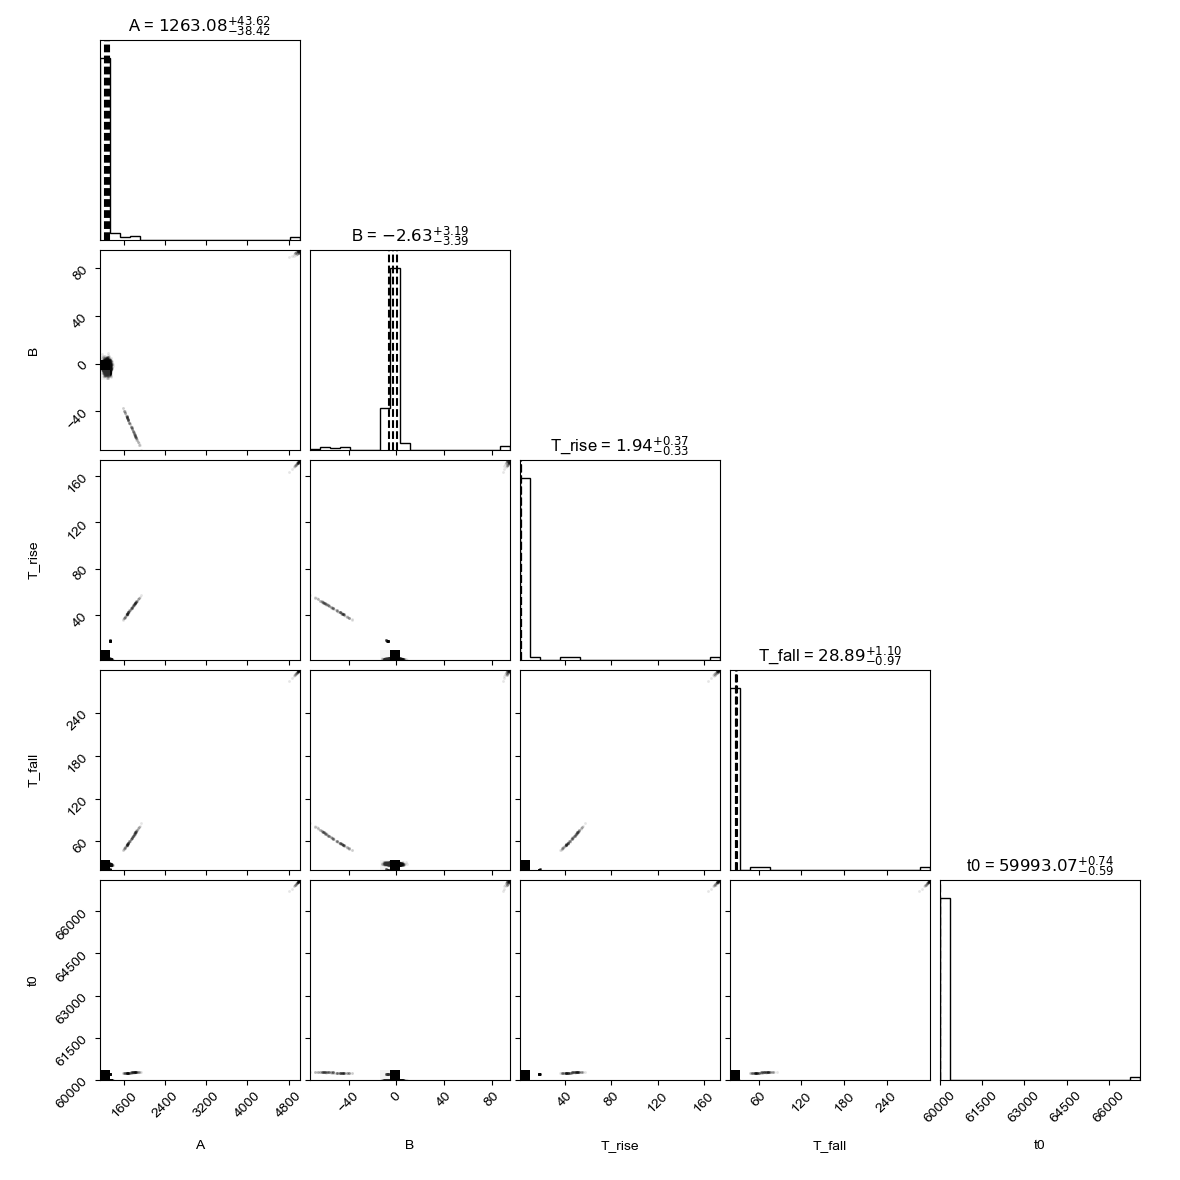 A = 1263.08 +43.62 −38.42
B = −2.63 +3.19 −3.39
80
40
0
−40
B
T_rise = 1.94 +0.37 −0.33
160
120
80
40
T_rise
T_fall = 28.89 +1.10 −0.97
240
180
120
60
T_fall
t0 = 59993.07 +0.74 −0.59
66000
64500
63000
61500
60000
t0
1600 2400 3200 4000 4800 −40 0 40 80 40 80 120 160 60 120 180 240 60000 61500 63000 64500 66000
A B T_rise T_fall t0